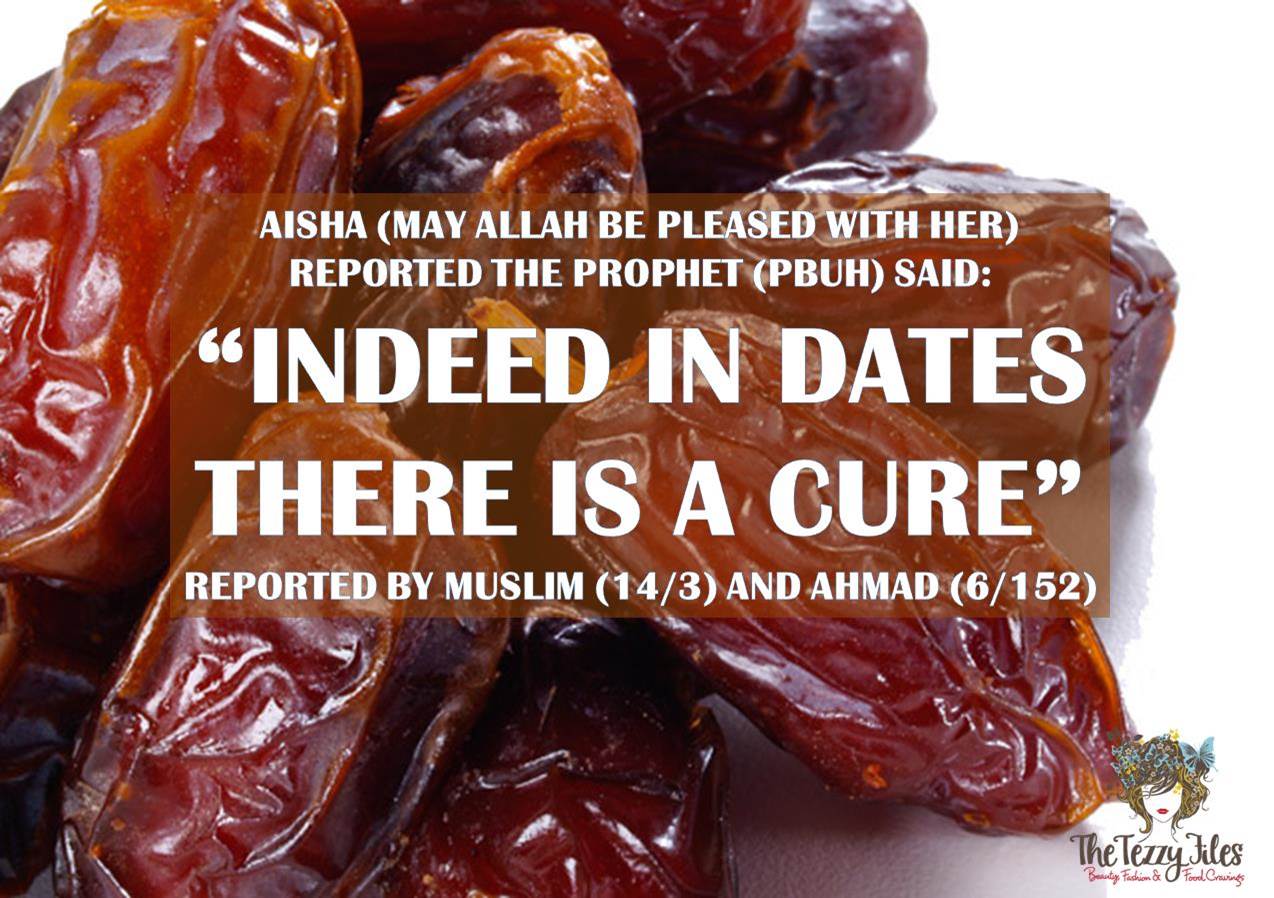 AISHA (MAY ALLAH BE PLEASED WITH HER)
REPORTED THE PROPHET (PBUH) SAID:
“INDEED IN DATES
THERE IS A CURE”
REPORTED BY MUSLIM (14/3) AND AHMAD (6/152)
The Tezzy Files
Beauty, Fashion & Food Cravings